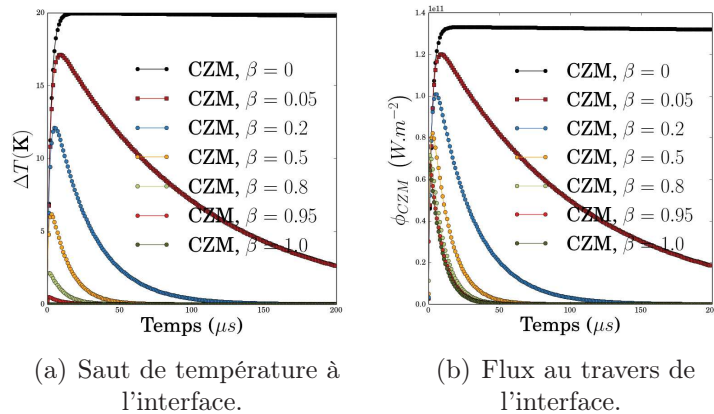 20
15
10
5
0
0
50
100
150
200
ΔT(K)
Temps (μs)
CZM, β = 0
CZM, β = 0.05
CZM, β = 0.2
CZM, β = 0.5
CZM, β = 0.8
CZM, β = 0.95
CZM, β = 1.0
(a) Saut de température à
l'interface.
1e11
1.4
1.2
1.0
0.8
0.6
0.4
0.2
0.0
0
50
100
150
200
ϕCZM (W.m⁻²)
Temps (μs)
CZM, β = 0
CZM, β = 0.05
CZM, β = 0.2
CZM, β = 0.5
CZM, β = 0.8
CZM, β = 0.95
CZM, β = 1.0
(b) Flux au travers de
l'interface.